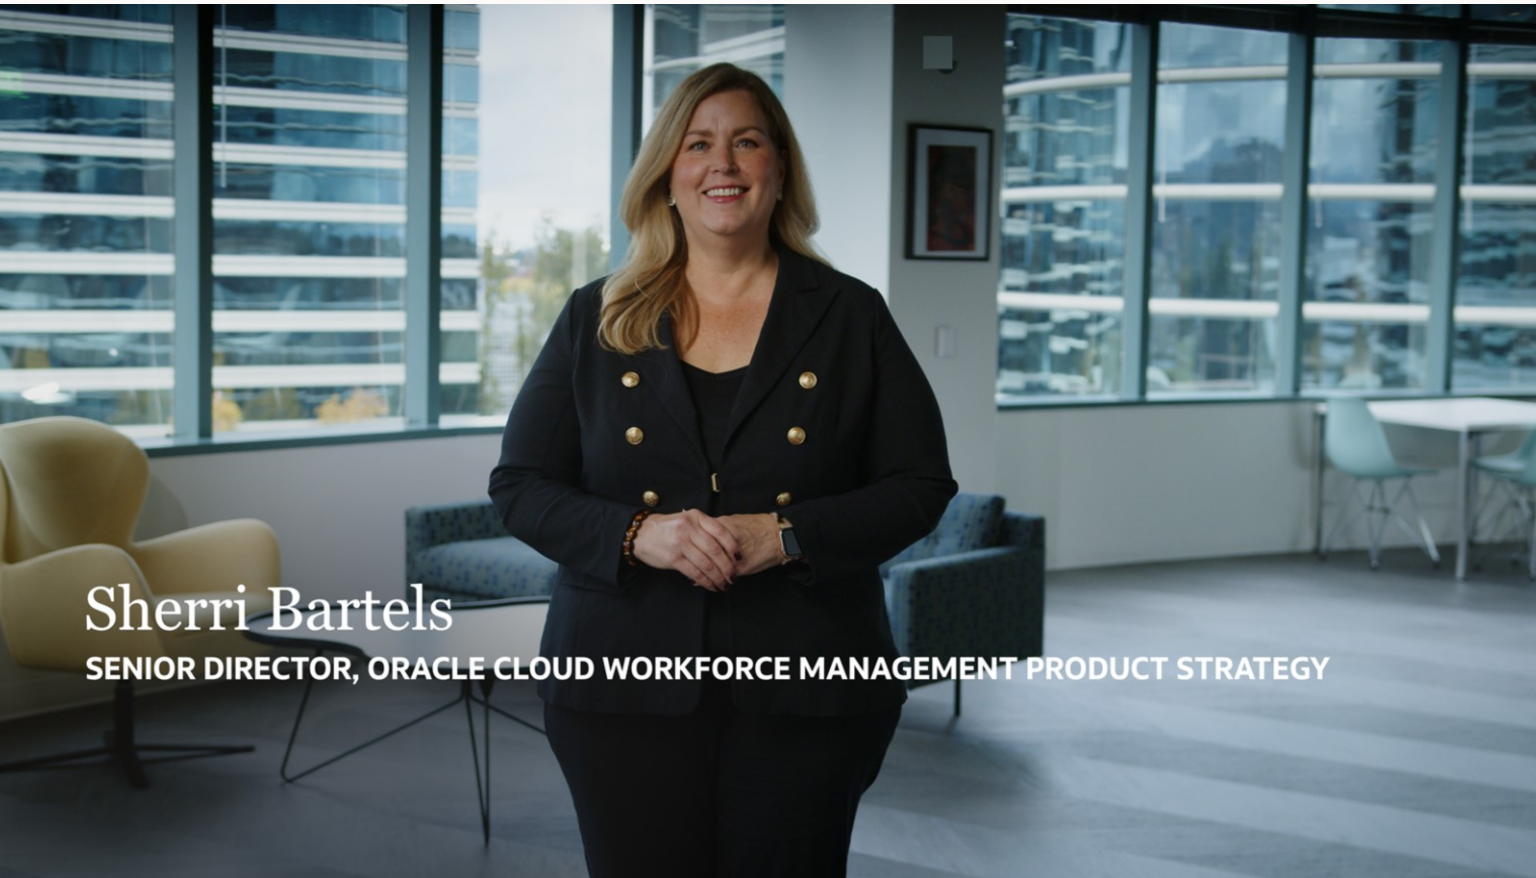 Sherri Bartels
SENIOR DIRECTOR, ORACLE CLOUD WORKFORCE MANAGEMENT PRODUCT STRATEGY